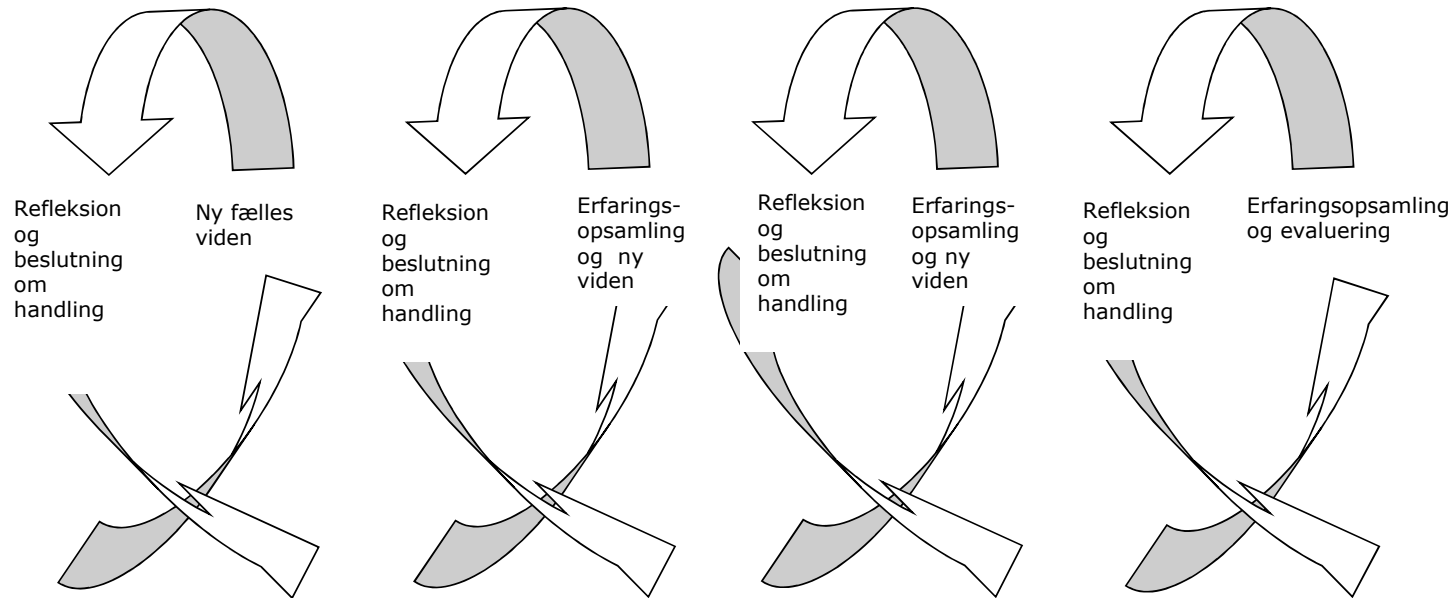 Refleksion
og
beslutning
om
handling
Ny fælles
viden
Refleksion
og
beslutning
om
handling
Erfarings-
opsamling
og ny
viden
Refleksion
og
beslutning
om
handling
Erfarings-
opsamling
og ny
viden
Refleksion
og
beslutning
om
handling
Erfaringsopsamling
og evaluering